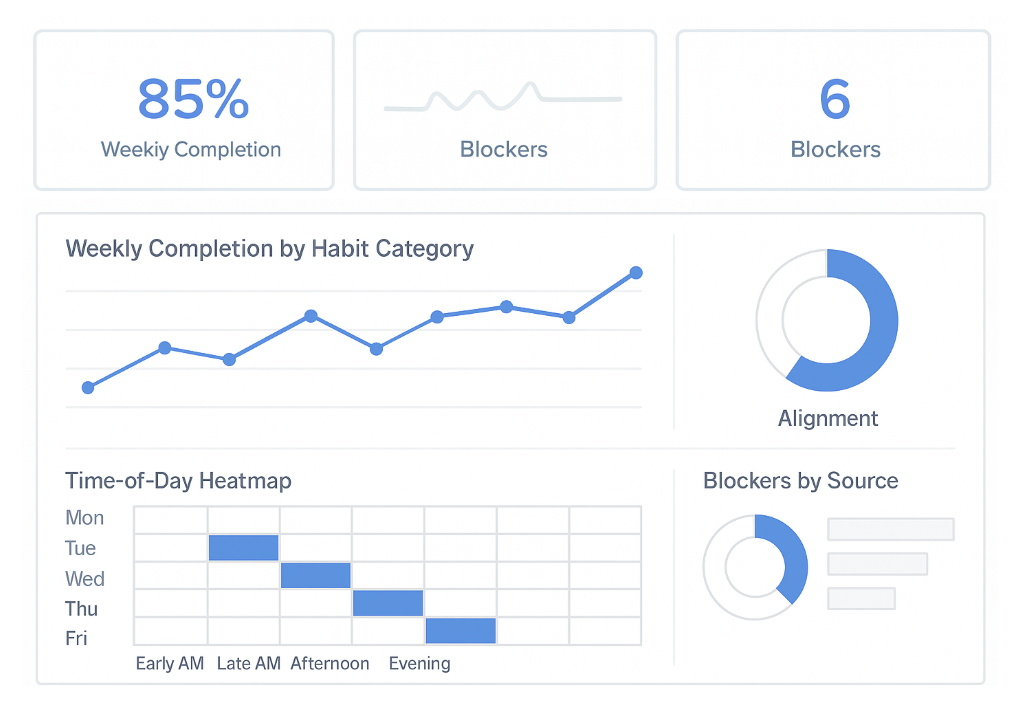 85%
Weekiy Completion
Blockers
6
Blockers
Weekly Completion by Habit Category
Alignment
Time-of-Day Heatmap
Mon
Tue
Wed
Thu
Fri
Early AM Late AM Afternoon Evening
Blockers by Source